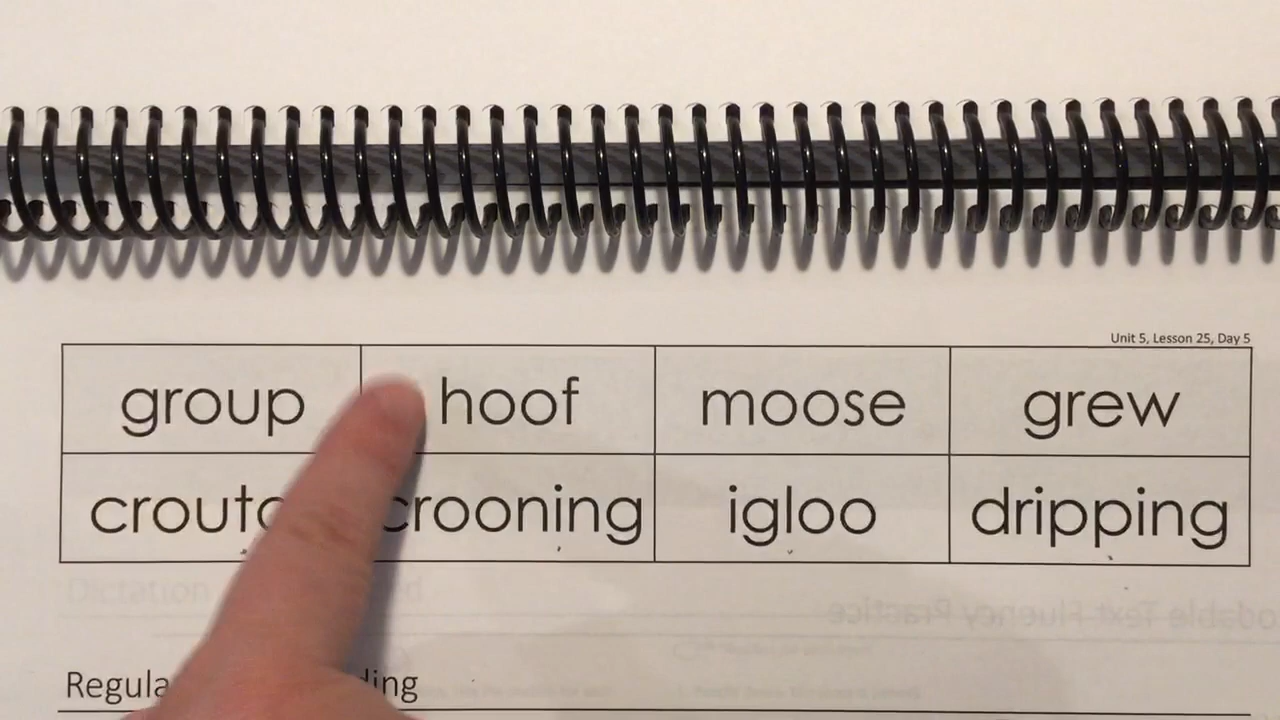 Unit 5, Lesson 25, Day 5
group hoof moose grew
crooning igloo dripping